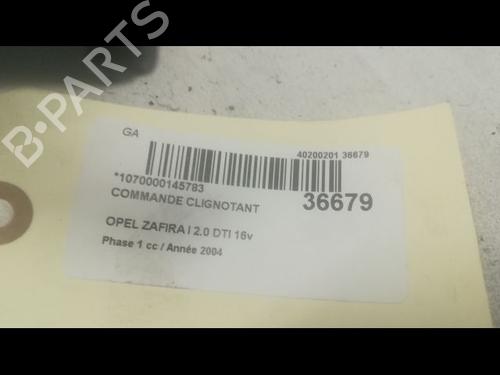 B-PARTS
GA
40200201 36679
*1070000145783
COMMANDE CLIGNOTANT
36679
OPEL ZAFIRA I 2.0 DTI 16v
Phase 1 cc / Année 2004